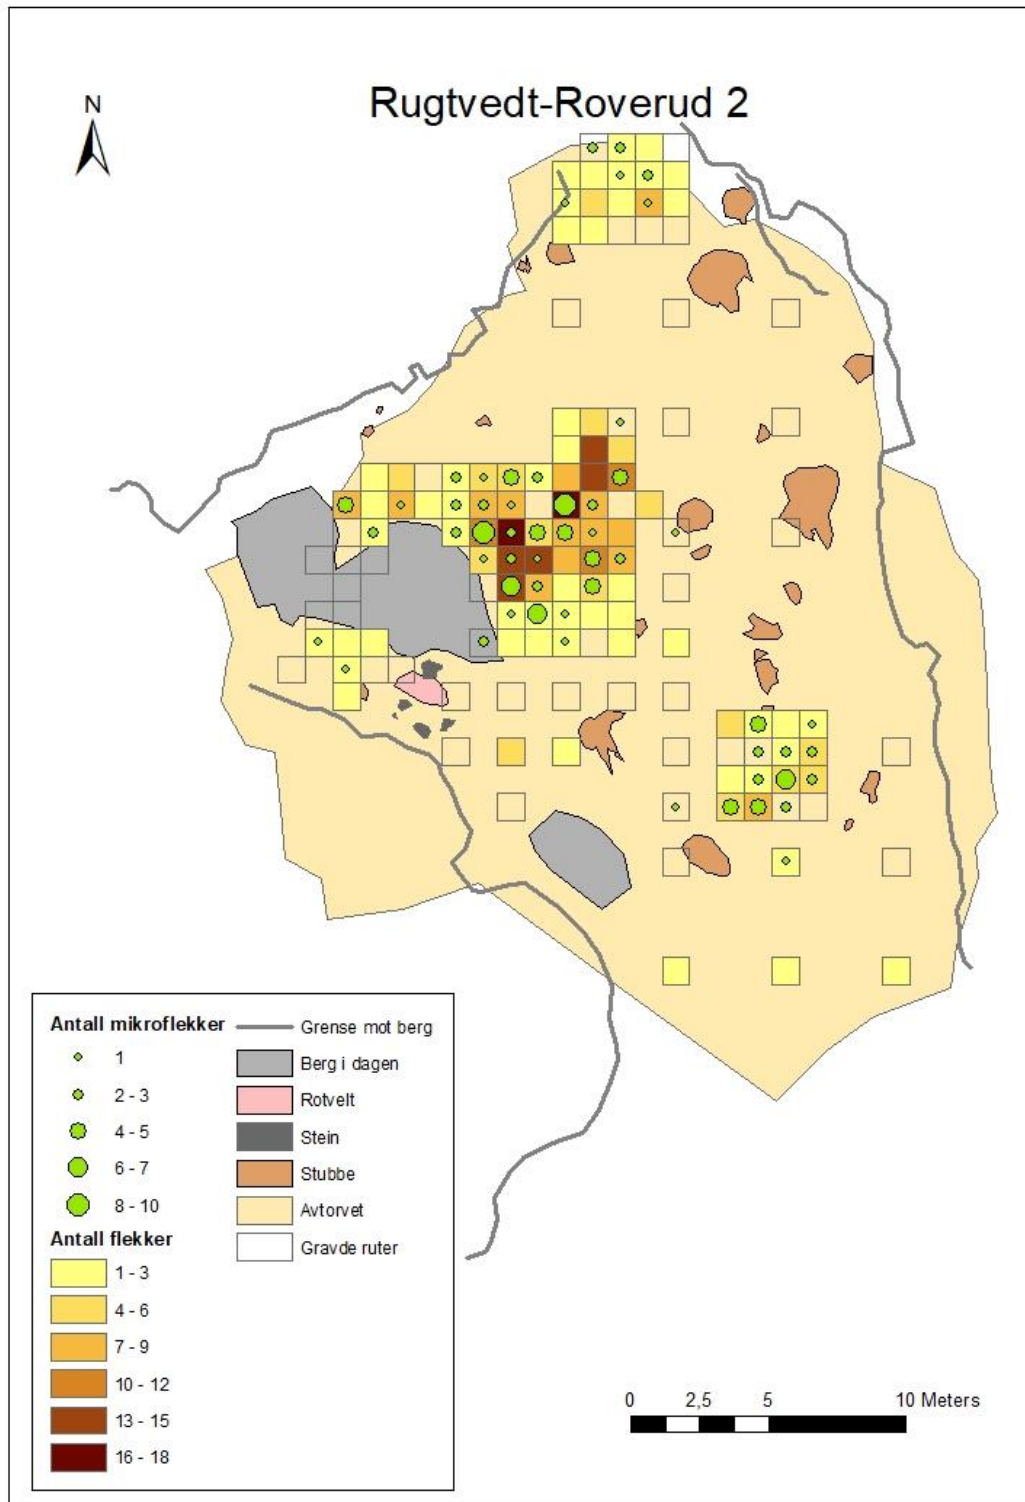 Rugtvedt-Roverud 2
N
Antall mikroflekker
1
2 - 3
4 - 5
6 - 7
8 - 10
Antall flekker
1 - 3
4 - 6
7 - 9
10 - 12
13 - 15
16 - 18
Grense mot berg
Berg i dagen
Rotvelt
Stein
Stubbe
Avtorvet
Gravde ruter
0 2,5 5 10 Meters